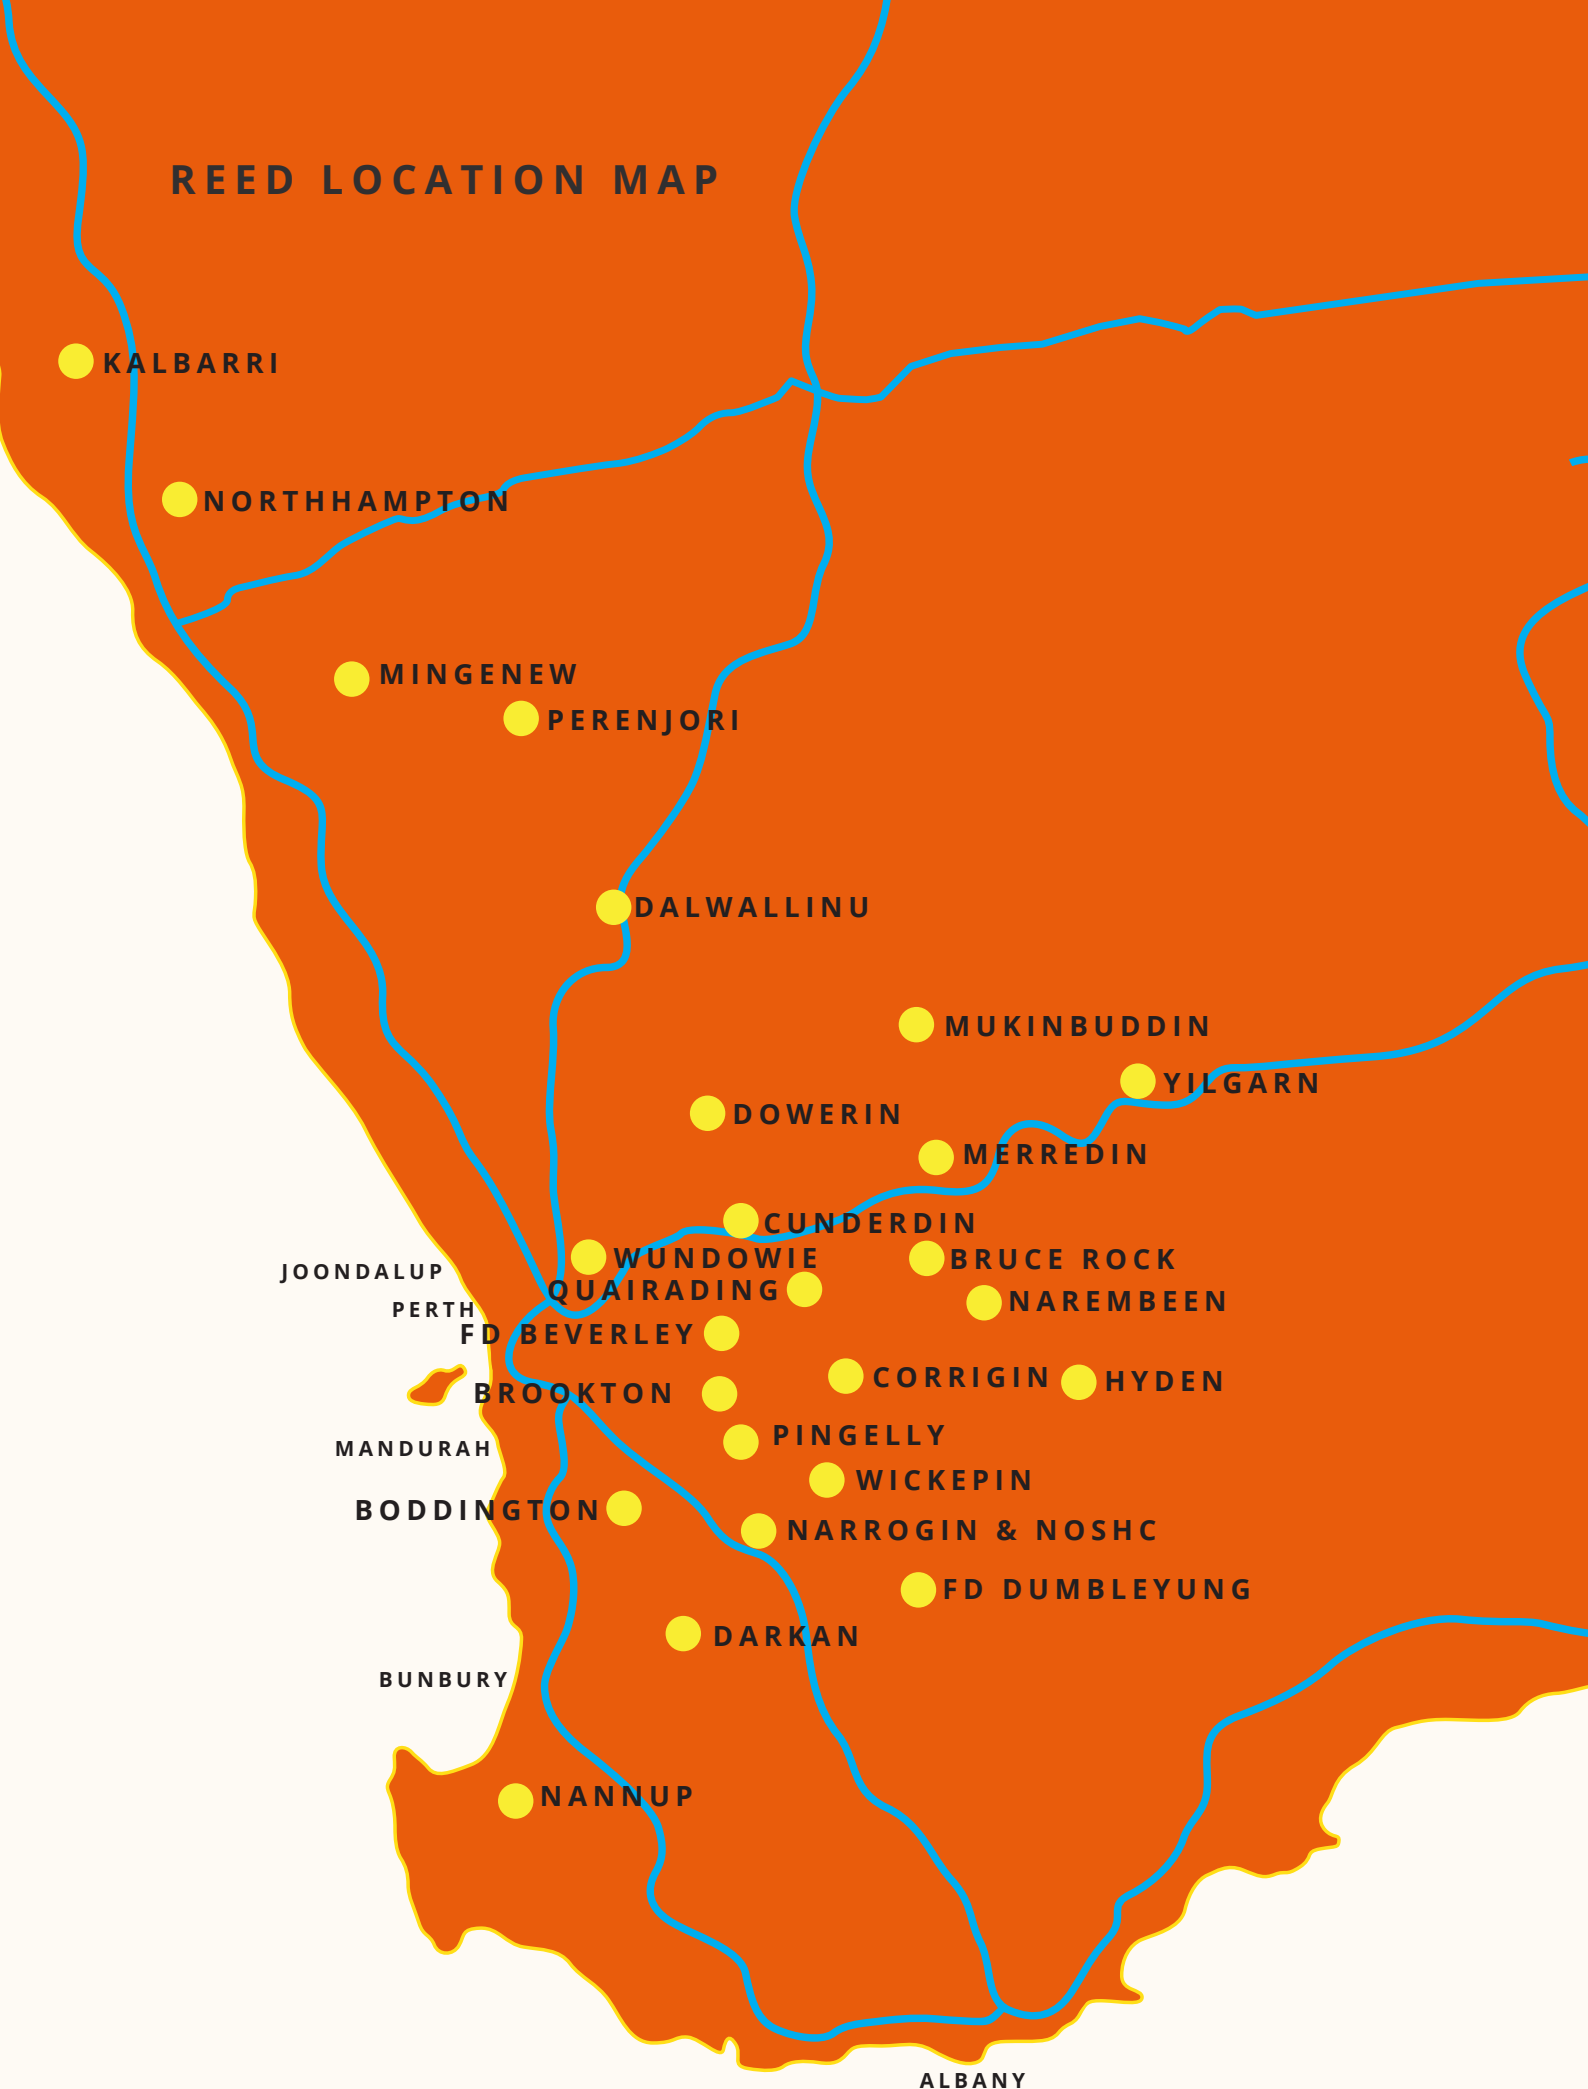 REED LOCATION MAP
KALBARRI
NORTHHAMPTON
MINGENEW
PERENJORI
DALWALLINU
MUKINBUDDIN
YILGARN
DOWERIN
MERREDIN
CUNDERDIN
WUNDOWIE
BRUCE ROCK
JOONDALUP
QUAIRADING
NAREMBEEN
PERTH
FD BEVERLEY
CORRIGIN
HYDEN
BROOKTON
PINGELLY
MANDURAH
WICKEPIN
BODDINGTON
NARROGIN & NOSHC
FD DUMBLEYUNG
DARKAN
BUNBURY
NANNUP
ALBANY